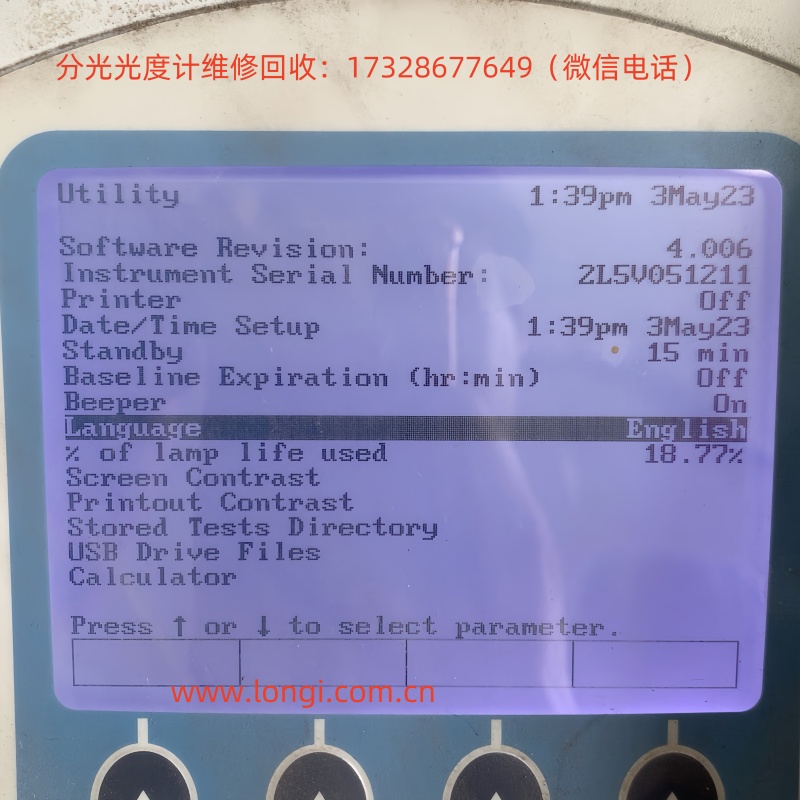 分光光度计维修回收：17328677649（微信电话）
Utility 1:39pm 3May23
Software Revision: 4.006
Instrument Serial Number: 2L5V051211
Printer Off
Date/Time Setup 1:39pm 3May23
Standby 15 min
Baseline Expiration (hr:min) Off
Beeper On
Language English
% of lamp life used 18.77%
Screen Contrast
Printout Contrast
Stored Tests Directory
USB Drive Files
Calculator
Press ↑ or ↓ to select parameter.
www.longi.com.cn